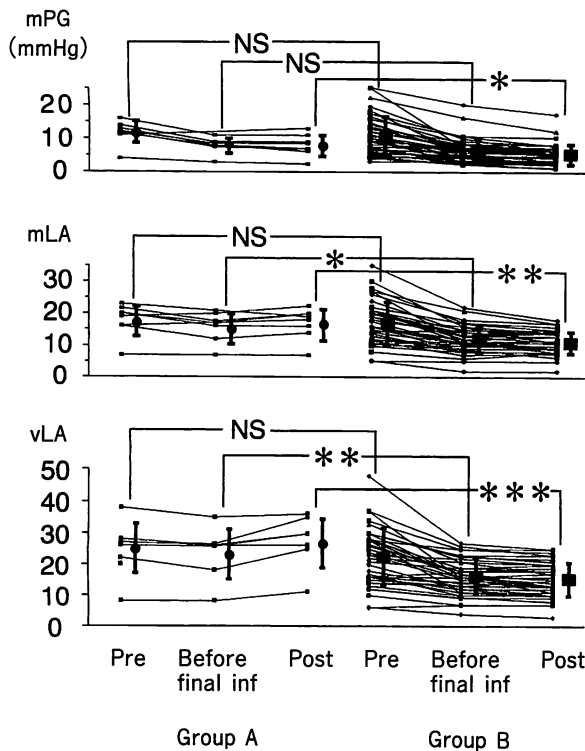 mPG
(mmHg)
NS
NS
*
20
10
0
mLA
NS
*
**
30
20
10
0
vLA
NS
**
***
50
40
30
20
10
0
Pre Before final inf Post Pre Before final inf Post
Group A Group B